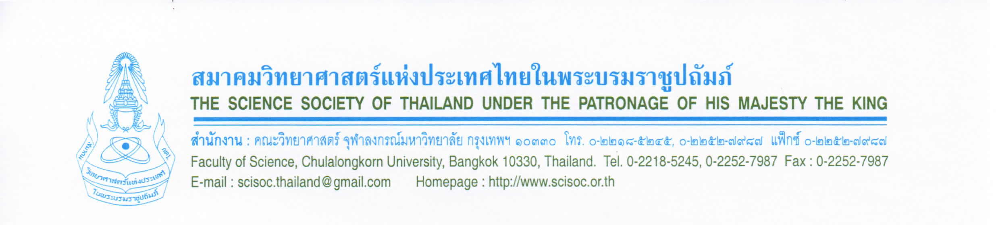 สมาคมวิทยาศาสตร์แห่งประเทศไทยในพระบรมราชูปถัมภ์
THE SCIENCE SOCIETY OF THAILAND UNDER THE PATRONAGE OF HIS MAJESTY THE KING
สำนักงาน : คณะวิทยาศาสตร์ จุฬาลงกรณ์มหาวิทยาลัย กรุงเทพฯ ๑๐๓๓๐ โทร. ๐-๒๒๑๘-๕๒๔๕, ๐-๒๒๕๒-๗๙๘๗ แฟ็กซ์ ๐-๒๒๕๒-๗๙๘๗
Faculty of Science, Chulalongkorn University, Bangkok 10330, Thailand. Tel. 0-2218-5245, 0-2252-7987 Fax : 0-2252-7987
E-mail : scisoc.thailand@gmail.com Homepage : http://www.scisoc.or.th
สมาคม
วิทยาศาสตร์แห่งประเทศ
ไทย
ในพระบรมราชูปถัมภ์